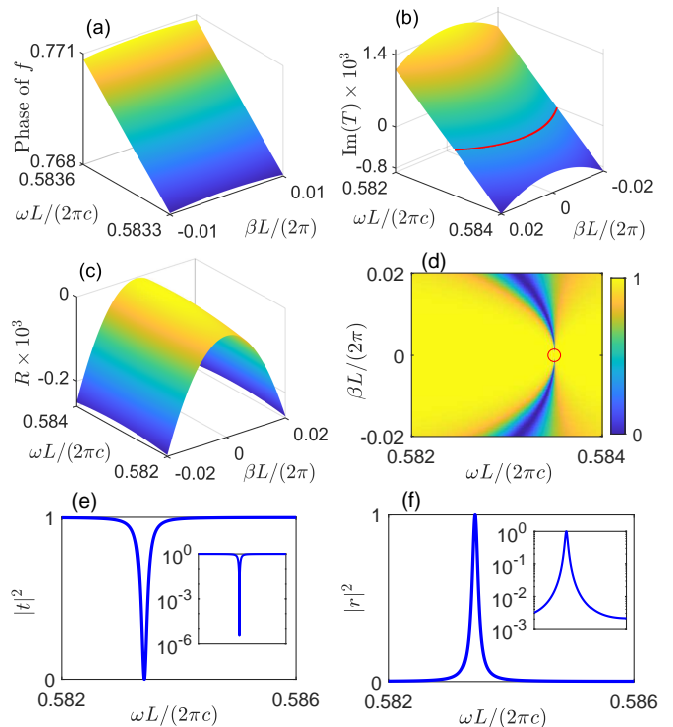 (a)
0.771
Phase of f
0.768
0.5836
ωL/(2πc)
0.5833
-0.01
0.01
βL/(2π)
(b)
1.4
Im(T) × 10³
0
-0.8
0.582
ωL/(2πc)
0.584
0.02
0
-0.02
βL/(2π)
(c)
0
R × 10³
-0.2
0.584
ωL/(2πc)
0.582
-0.02
0
0.02
βL/(2π)
(d)
0.02
βL/(2π)
0
-0.02
0.582
0.584
ωL/(2πc)
1
0
(e)
1
|t|²
0
0.582
0.586
ωL/(2πc)
10⁰
10⁻³
10⁻⁶
(f)
1
|r|²
0
0.582
0.586
ωL/(2πc)
10⁰
10⁻¹
10⁻²
10⁻³